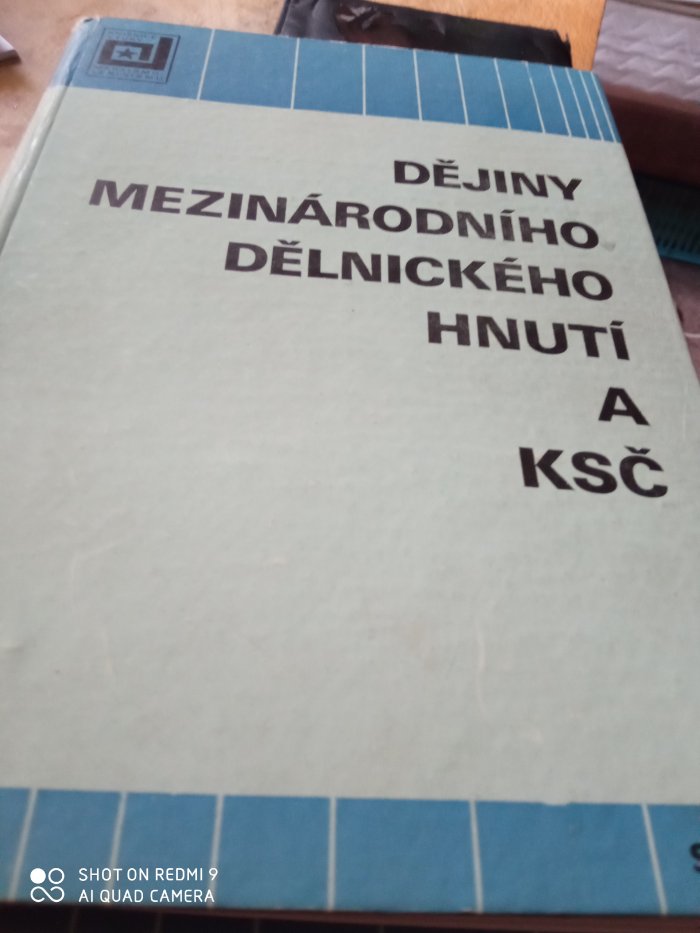 DĚJINY
MEZINÁRODNÍHO
DĚLNICKÉHO
HNUTÍ
A
KSČ
SHOT ON REDMI 9
AI QUAD CAMERA